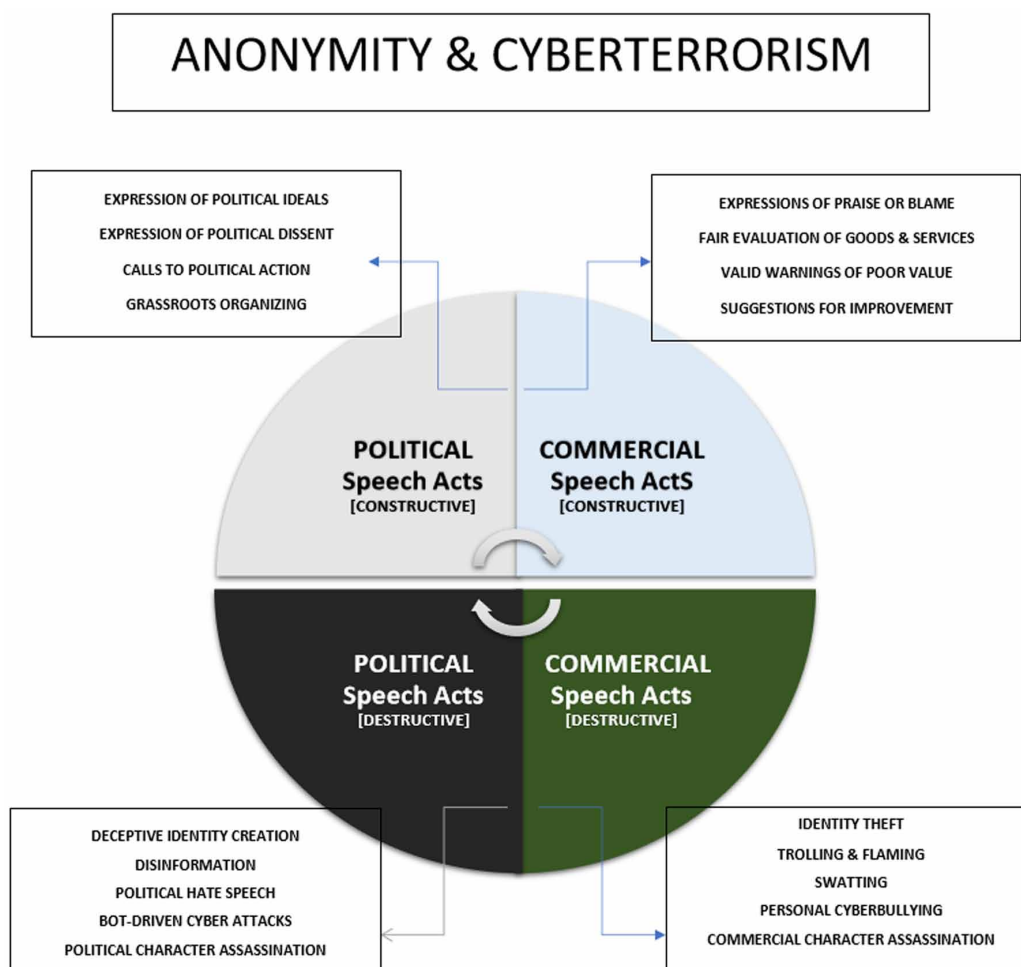 ANONYMITY & CYBERTERRORISM
EXPRESSION OF POLITICAL IDEALS
EXPRESSION OF POLITICAL DISSENT
CALLS TO POLITICAL ACTION
GRASSROOTS ORGANIZING
EXPRESSIONS OF PRAISE OR BLAME
FAIR EVALUATION OF GOODS & SERVICES
VALID WARNINGS OF POOR VALUE
SUGGESTIONS FOR IMPROVEMENT
POLITICAL
Speech Acts
[CONSTRUCTIVE]
COMMERCIAL
Speech ActS
[CONSTRUCTIVE]
POLITICAL
Speech Acts
[DESTRUCTIVE]
COMMERCIAL
Speech Acts
[DESTRUCTIVE]
DECEPTIVE IDENTITY CREATION
DISINFORMATION
POLITICAL HATE SPEECH
BOT-DRIVEN CYBER ATTACKS
POLITICAL CHARACTER ASSASSINATION
IDENTITY THEFT
TROLLING & FLAMING
SWATTING
PERSONAL CYBERBULLYING
COMMERCIAL CHARACTER ASSASSINATION